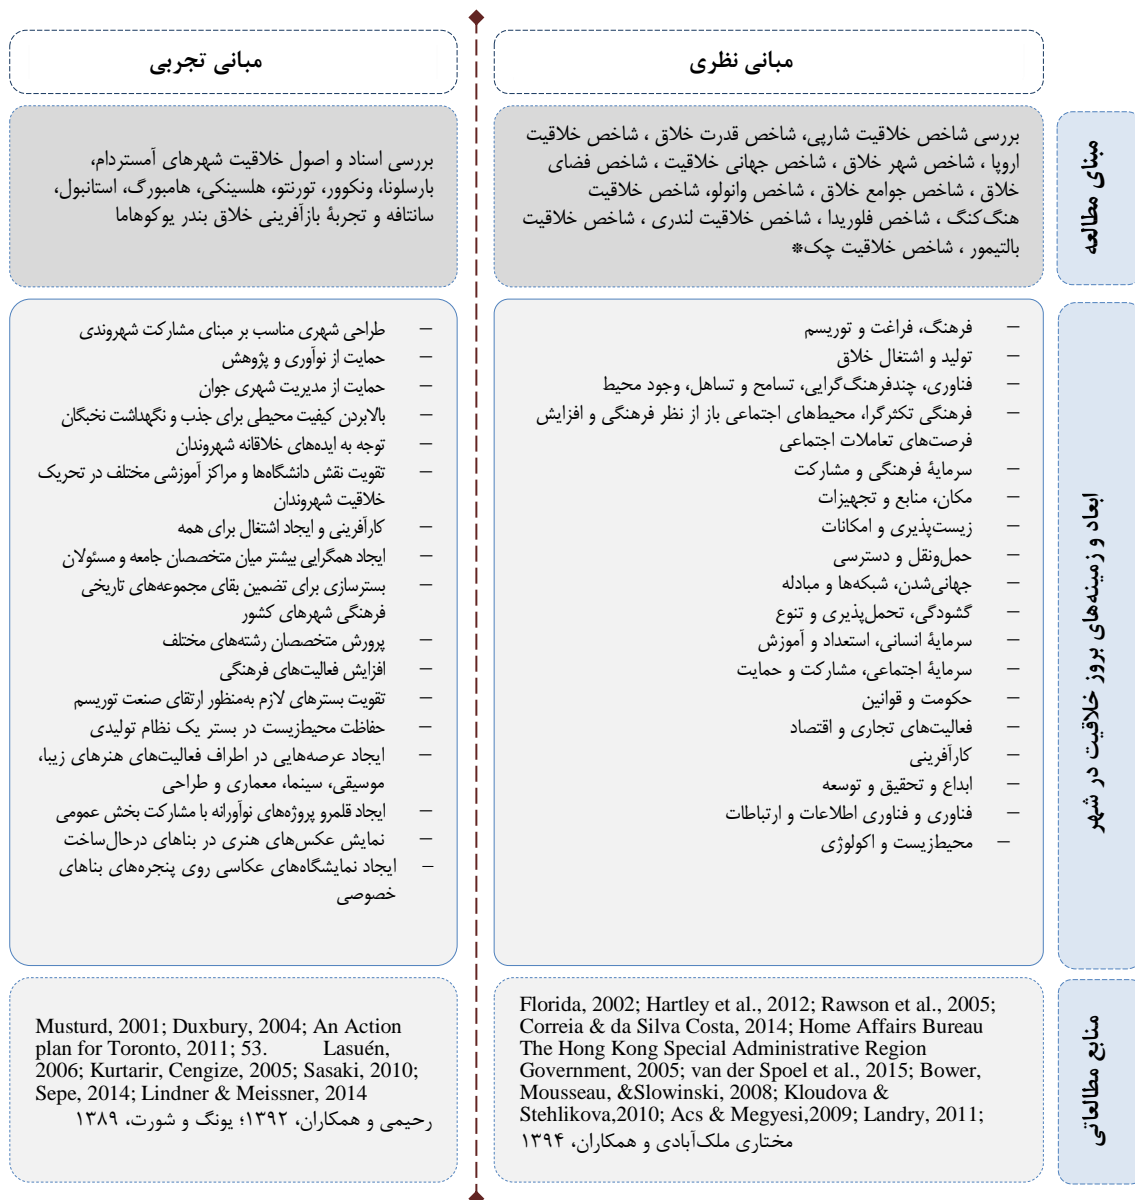 مبانی نظری
مبانی تجربی
مبنای مطالعه
بررسی شاخص خلاقیت شارپی، شاخص قدرت خلاق ، شاخص خلاقیت
اروپا ، شاخص شهر خلاق ، شاخص جهانی خلاقیت ، شاخص فضای
خلاق ، شاخص جوامع خلاق ، شاخص وانولو، شاخص خلاقیت
هنگ‌کنگ ، شاخص فلوریدا ، شاخص خلاقیت لندری ، شاخص خلاقیت
بالتیمور ، شاخص خلاقیت چک*
بررسی اسناد و اصول خلاقیت شهرهای آمستردام،
بارسلونا، ونکوور، تورنتو، هلسینکی، هامبورگ، استانبول،
سانتافه و تجربهٔ بازآفرینی خلاق بندر یوکوهاما
ابعاد و زمینه‌های بروز خلاقیت در شهر
– فرهنگ، فراغت و توریسم
– تولید و اشتغال خلاق
– فناوری، چندفرهنگ‌گرایی، تسامح و تساهل، وجود محیط
– فرهنگی تکثرگرا، محیط‌های اجتماعی باز از نظر فرهنگی و افزایش
فرصت‌های تعاملات اجتماعی
– سرمایهٔ فرهنگی و مشارکت
– مکان، منابع و تجهیزات
– زیست‌پذیری و امکانات
– حمل‌ونقل و دسترسی
– جهانی‌شدن، شبکه‌ها و مبادله
– گشودگی، تحمل‌پذیری و تنوع
– سرمایهٔ انسانی، استعداد و آموزش
– سرمایهٔ اجتماعی، مشارکت و حمایت
– حکومت و قوانین
– فعالیت‌های تجاری و اقتصاد
– کارآفرینی
– ابداع و تحقیق و توسعه
– فناوری و فناوری اطلاعات و ارتباطات
– محیط‌زیست و اکولوژی
– طراحی شهری مناسب بر مبنای مشارکت شهروندی
– حمایت از نوآوری و پژوهش
– حمایت از مدیریت شهری جوان
– بالابردن کیفیت محیطی برای جذب و نگهداشت نخبگان
– توجه به ایده‌های خلاقانه شهروندان
– تقویت نقش دانشگاه‌ها و مراکز آموزشی مختلف در تحریک
خلاقیت شهروندان
– کارآفرینی و ایجاد اشتغال برای همه
– ایجاد همگرایی بیشتر میان متخصصان جامعه و مسئولان
– بسترسازی برای تضمین بقای مجموعه‌های تاریخی
فرهنگی شهرهای کشور
– پرورش متخصصان رشته‌های مختلف
– افزایش فعالیت‌های فرهنگی
– تقویت بسترهای لازم به‌منظور ارتقای صنعت توریسم
– حفاظت محیط‌زیست در بستر یک نظام تولیدی
– ایجاد عرصه‌هایی در اطراف فعالیت‌های هنرهای زیبا،
موسیقی، سینما، معماری و طراحی
– ایجاد قلمرو پروژه‌های نوآورانه با مشارکت بخش عمومی
– نمایش عکس‌های هنری در بناهای درحال‌ساخت
– ایجاد نمایشگاه‌های عکاسی روی پنجره‌های بناهای
خصوصی
منابع مطالعاتی
Florida, 2002; Hartley et al., 2012; Rawson et al., 2005;
Correia & da Silva Costa, 2014; Home Affairs Bureau
The Hong Kong Special Administrative Region
Government, 2005; van der Spoel et al., 2015; Bower,
Mousseau, &Slowinski, 2008; Kloudova &
Stehlikova,2010; Acs & Megyesi,2009; Landry, 2011;
مختاری ملک‌آبادی و همکاران، ۱۳۹۴
Musturd, 2001; Duxbury, 2004; An Action
plan for Toronto, 2011; 53. Lasuén,
2006; Kurtarir, Cengize, 2005; Sasaki, 2010;
Sepe, 2014; Lindner & Meissner, 2014
رحیمی و همکاران، ۱۳۹۲؛ یونگ و شورت، ۱۳۸۹